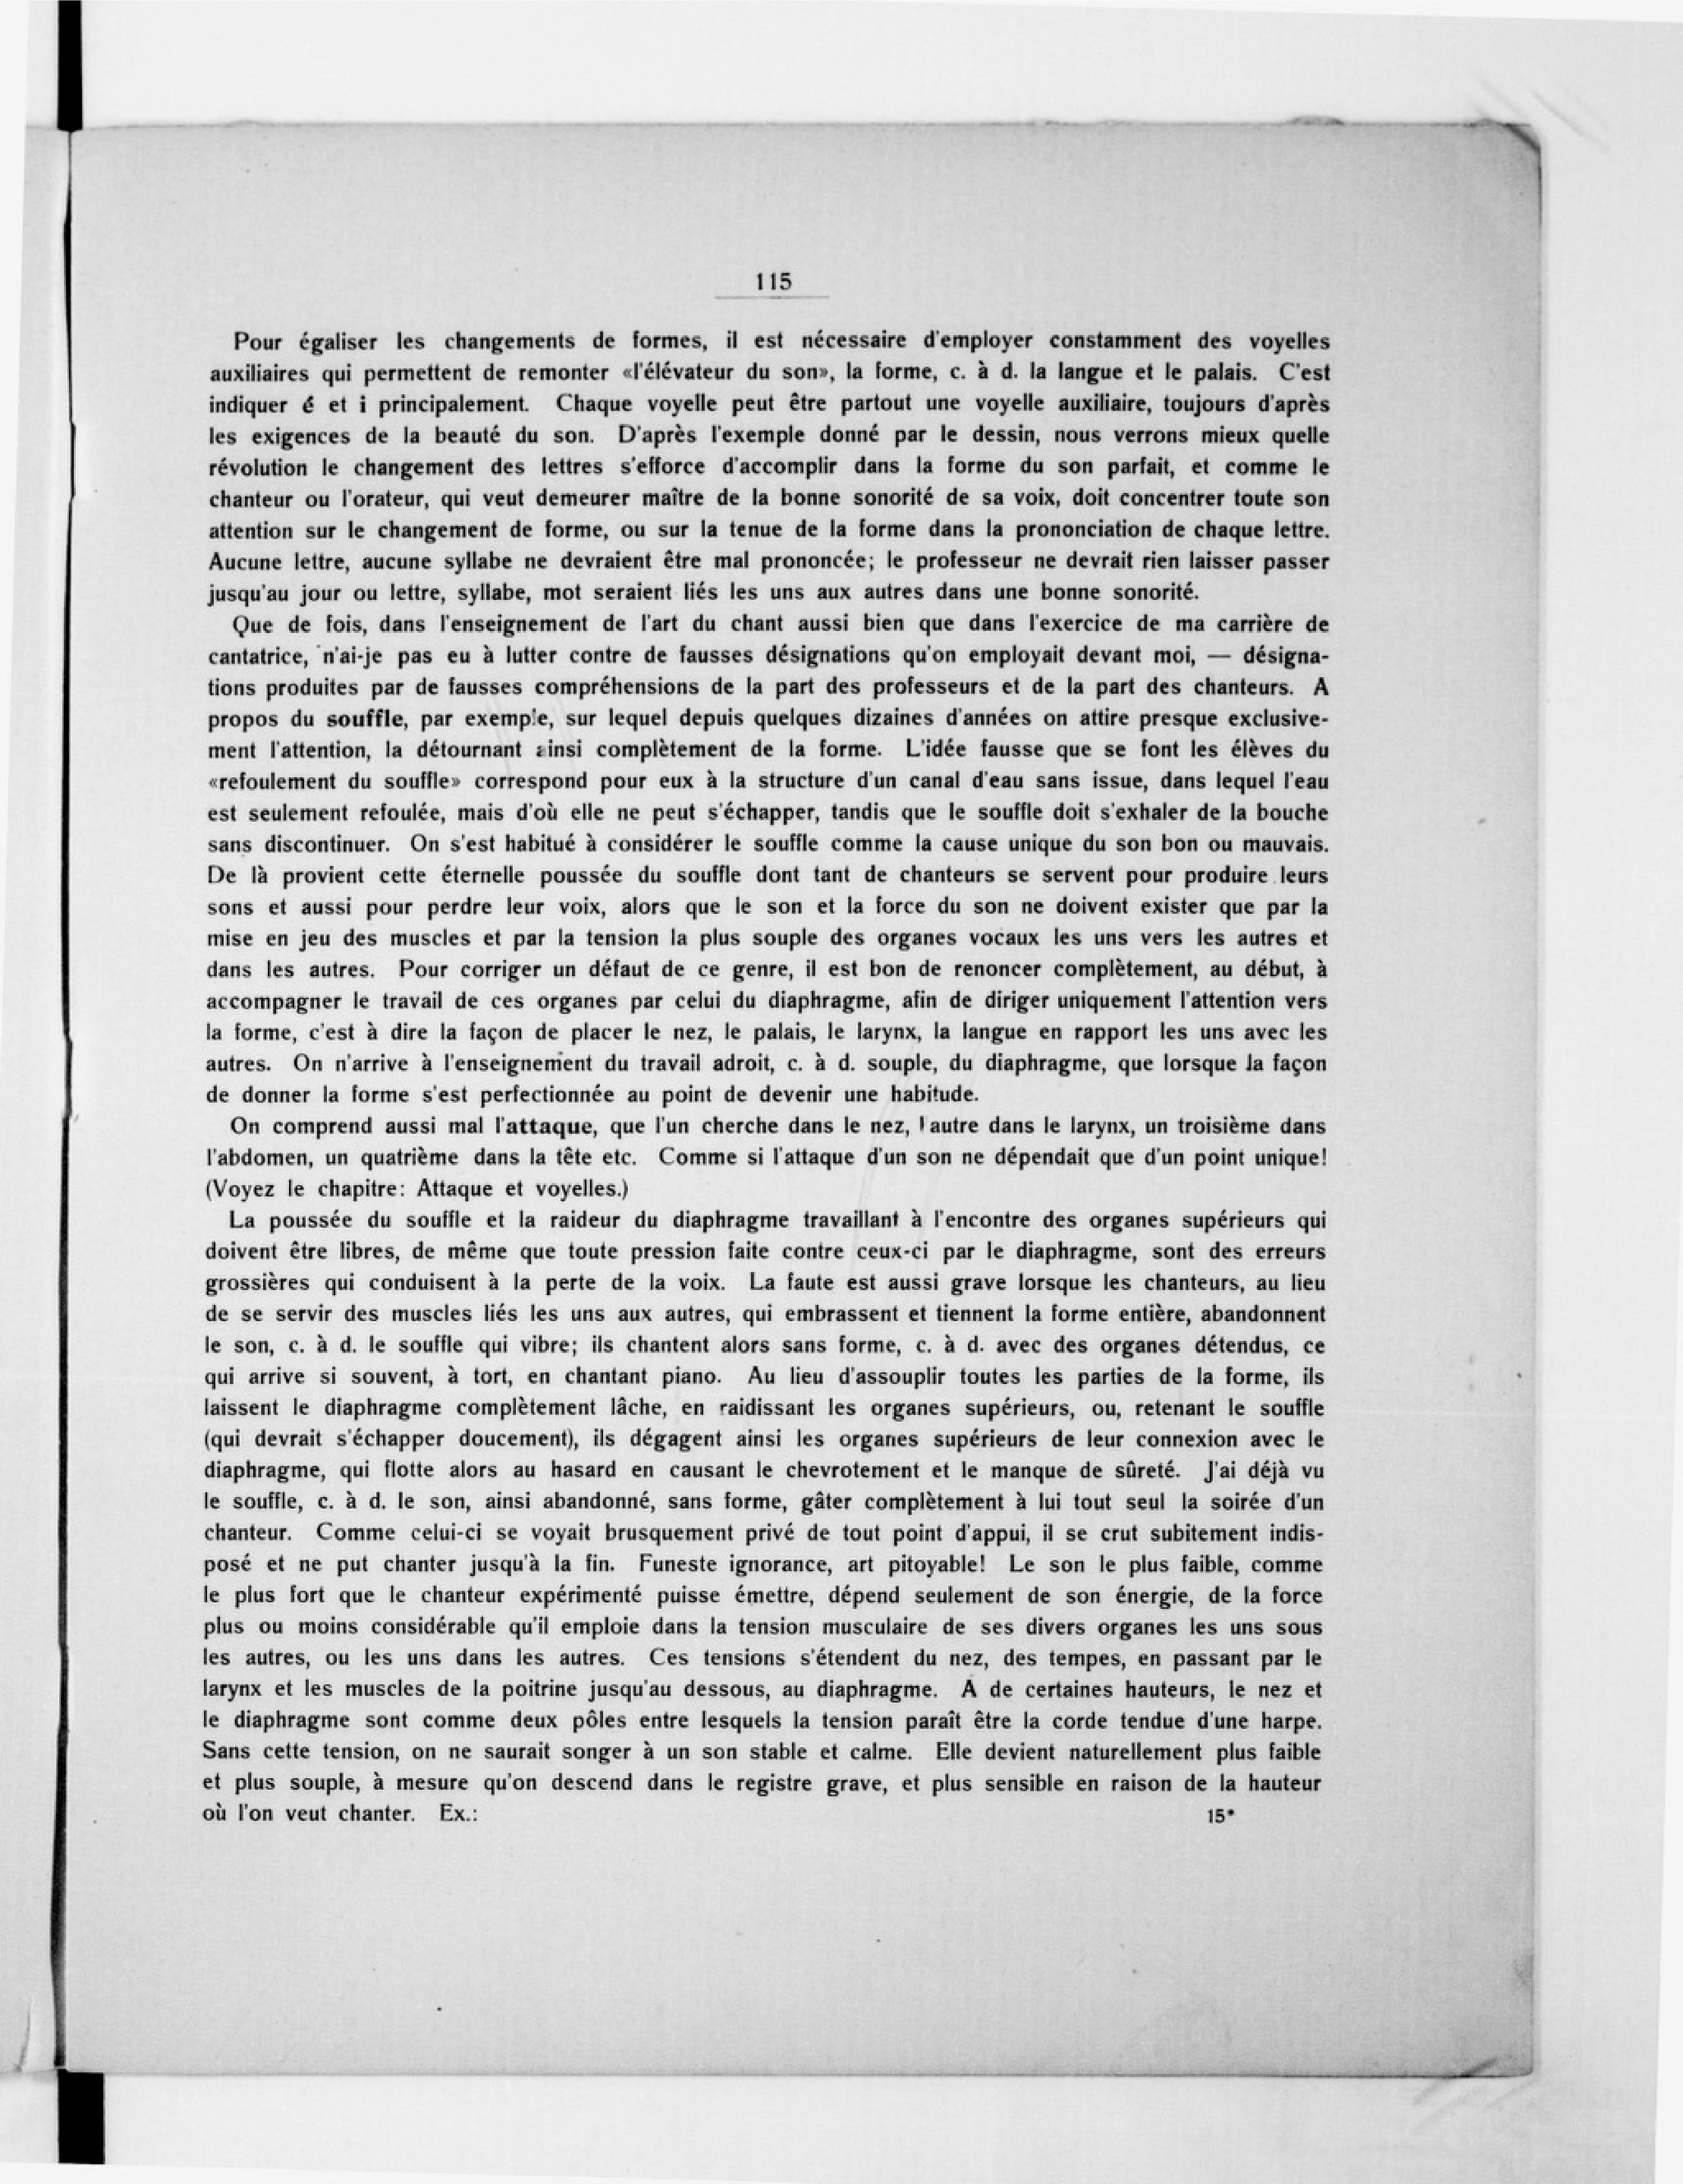 115
Pour égaliser les changements de formes, il est nécessaire d'employer constamment des voyelles
auxiliaires qui permettent de remonter «l'élévateur du son», la forme, c. à d. la langue et le palais. C'est
indiquer é et i principalement. Chaque voyelle peut être partout une voyelle auxiliaire, toujours d'après
les exigences de la beauté du son. D'après l'exemple donné par le dessin, nous verrons mieux quelle
révolution le changement des lettres s'efforce d'accomplir dans la forme du son parfait, et comme le
chanteur ou l'orateur, qui veut demeurer maître de la bonne sonorité de sa voix, doit concentrer toute son
attention sur le changement de forme, ou sur la tenue de la forme dans la prononciation de chaque lettre.
Aucune lettre, aucune syllabe ne devraient être mal prononcée; le professeur ne devrait rien laisser passer
jusqu'au jour ou lettre, syllabe, mot seraient liés les uns aux autres dans une bonne sonorité.
Que de fois, dans l'enseignement de l'art du chant aussi bien que dans l'exercice de ma carrière de
cantatrice, n'ai-je pas eu à lutter contre de fausses désignations qu'on employait devant moi, — désigna-
tions produites par de fausses compréhensions de la part des professeurs et de la part des chanteurs. A
propos du souffle, par exemple, sur lequel depuis quelques dizaines d'années on attire presque exclusive-
ment l'attention, la détournant ainsi complètement de la forme. L'idée fausse que se font les élèves du
«refoulement du souffle» correspond pour eux à la structure d'un canal d'eau sans issue, dans lequel l'eau
est seulement refoulée, mais d'où elle ne peut s'échapper, tandis que le souffle doit s'exhaler de la bouche
sans discontinuer. On s'est habitué à considérer le souffle comme la cause unique du son bon ou mauvais.
De là provient cette éternelle poussée du souffle dont tant de chanteurs se servent pour produire leurs
sons et aussi pour perdre leur voix, alors que le son et la force du son ne doivent exister que par la
mise en jeu des muscles et par la tension la plus souple des organes vocaux les uns vers les autres et
dans les autres. Pour corriger un défaut de ce genre, il est bon de renoncer complètement, au début, à
accompagner le travail de ces organes par celui du diaphragme, afin de diriger uniquement l'attention vers
la forme, c'est à dire la façon de placer le nez, le palais, le larynx, la langue en rapport les uns avec les
autres. On n'arrive à l'enseignement du travail adroit, c. à d. souple, du diaphragme, que lorsque la façon
de donner la forme s'est perfectionnée au point de devenir une habitude.
On comprend aussi mal l'attaque, que l'un cherche dans le nez, l'autre dans le larynx, un troisième dans
l'abdomen, un quatrième dans la tête etc. Comme si l'attaque d'un son ne dépendait que d'un point unique!
(Voyez le chapitre: Attaque et voyelles.)
La poussée du souffle et la raideur du diaphragme travaillant à l'encontre des organes supérieurs qui
doivent être libres, de même que toute pression faite contre ceux-ci par le diaphragme, sont des erreurs
grossières qui conduisent à la perte de la voix. La faute est aussi grave lorsque les chanteurs, au lieu
de se servir des muscles liés les uns aux autres, qui embrassent et tiennent la forme entière, abandonnent
le son, c. à d. le souffle qui vibre; ils chantent alors sans forme, c. à d. avec des organes détendus, ce
qui arrive si souvent, à tort, en chantant piano. Au lieu d'assouplir toutes les parties de la forme, ils
laissent le diaphragme complètement lâche, en raidissant les organes supérieurs, ou, retenant le souffle
(qui devrait s'échapper doucement), ils dégagent ainsi les organes supérieurs de leur connexion avec le
diaphragme, qui flotte alors au hasard en causant le chevrotement et le manque de sûreté. J'ai déjà vu
le souffle, c. à d. le son, ainsi abandonné, sans forme, gâter complètement à lui tout seul la soirée d'un
chanteur. Comme celui-ci se voyait brusquement privé de tout point d'appui, il se crut subitement indis-
posé et ne put chanter jusqu'à la fin. Funeste ignorance, art pitoyable! Le son le plus faible, comme
le plus fort que le chanteur expérimenté puisse émettre, dépend seulement de son énergie, de la force
plus ou moins considérable qu'il emploie dans la tension musculaire de ses divers organes les uns sous
les autres, ou les uns dans les autres. Ces tensions s'étendent du nez, des tempes, en passant par le
larynx et les muscles de la poitrine jusqu'au dessous, au diaphragme. A de certaines hauteurs, le nez et
le diaphragme sont comme deux pôles entre lesquels la tension paraît être la corde tendue d'une harpe.
Sans cette tension, on ne saurait songer à un son stable et calme. Elle devient naturellement plus faible
et plus souple, à mesure qu'on descend dans le registre grave, et plus sensible en raison de la hauteur
où l'on veut chanter. Ex.: 15*